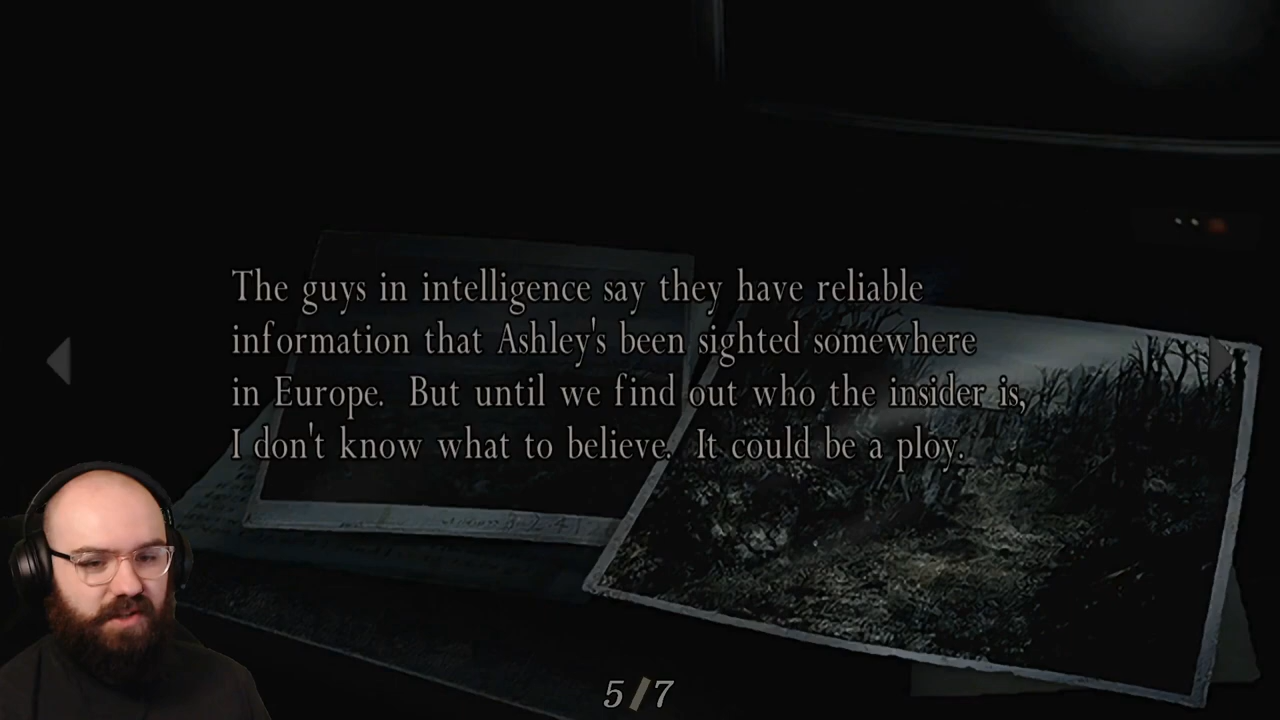 The guys in intelligence say they have reliable
information that Ashley's been sighted somewhere
in Europe. But until we find out who the insider is,
I don't know what to believe. It could be a ploy.
5/7